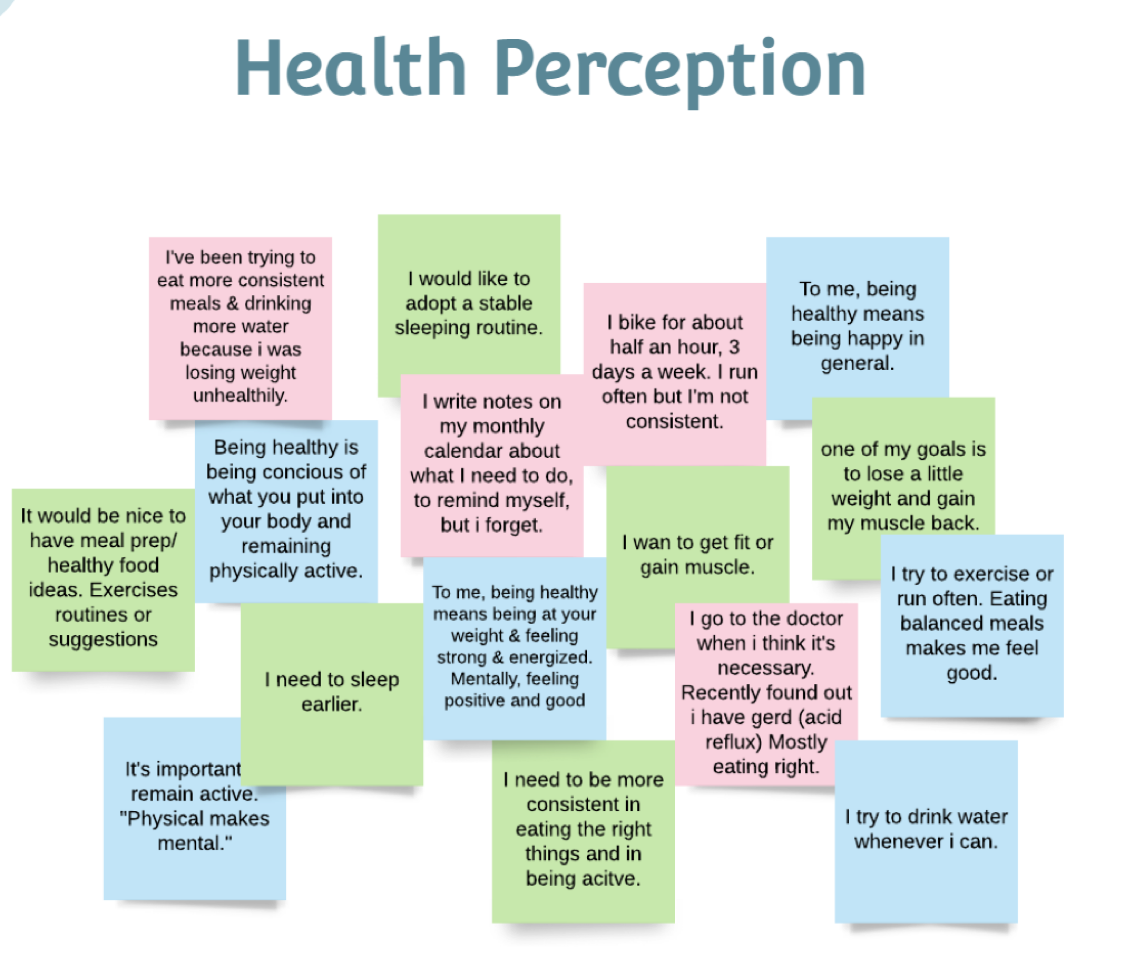 Health Perception
I've been trying to
eat more consistent
meals & drinking
more water
because i was
losing weight
unhealthily.
I would like to
adopt a stable
sleeping routine.
I bike for about
half an hour, 3
days a week. I run
often but I'm not
consistent.
To me, being
healthy means
being happy in
general.
I write notes on
my monthly
calendar about
what I need to do,
to remind myself,
but i forget.
one of my goals is
to lose a little
weight and gain
my muscle back.
Being healthy is
being concious of
what you put into
your body and
remaining
physically active.
It would be nice to
have meal prep/
healthy food
ideas. Exercises
routines or
suggestions
I wan to get fit or
gain muscle.
I try to exercise or
run often. Eating
balanced meals
makes me feel
good.
To me, being healthy
means being at your
weight & feeling
strong & energized.
Mentally, feeling
positive and good
I go to the doctor
when i think it's
necessary.
Recently found out
i have gerd (acid
reflux) Mostly
eating right.
I need to sleep
earlier.
It's important
remain active.
"Physical makes
mental."
I need to be more
consistent in
eating the right
things and in
being acitve.
I try to drink water
whenever i can.